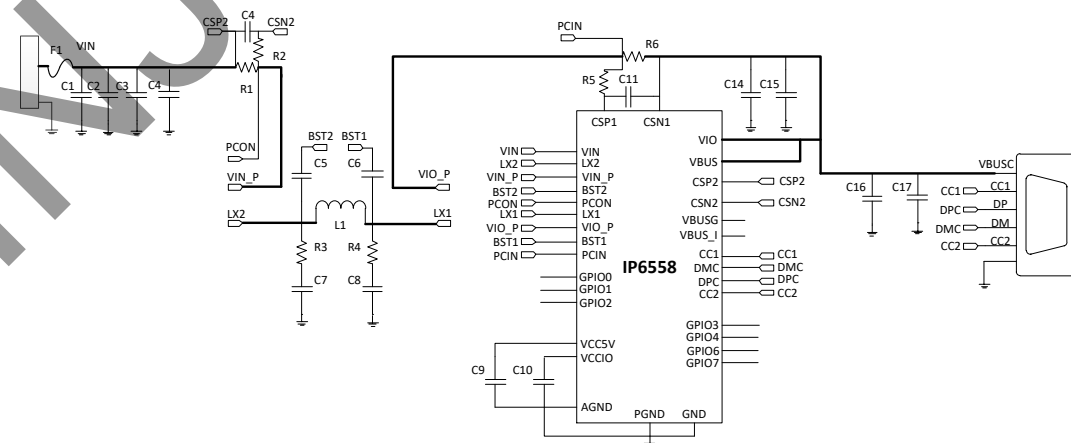 CSP2
C4
CSN2
F1
VIN
R2
R1
C1
C2
C3
C4
PCON
VIN_P
BST2
BST1
C5
C6
LX2
L1
LX1
R3
R4
C7
C8
VIO_P
PCIN
R6
R5
C11
CSP1
CSN1
C14
C15
VIN
LX2
VIN_P
BST2
PCON
LX1
VIO_P
BST1
PCIN
VIN
LX2
VIN_P
BST2
PCON
LX1
VIO_P
BST1
PCIN
GPIO0
GPIO1
GPIO2
IP6558
VIO
VBUS
CSP2
CSN2
VBUSG
VBUS_I
CC1
DMC
DPC
CC2
CSP2
CSN2
CC1
DMC
DPC
CC2
GPIO3
GPIO4
GPIO6
GPIO7
VCC5V
VCCIO
C9
C10
AGND
PGND
GND
C16
C17
VBUSC
CC1
CC1
DPC
DP
DMC
DM
CC2
CC2